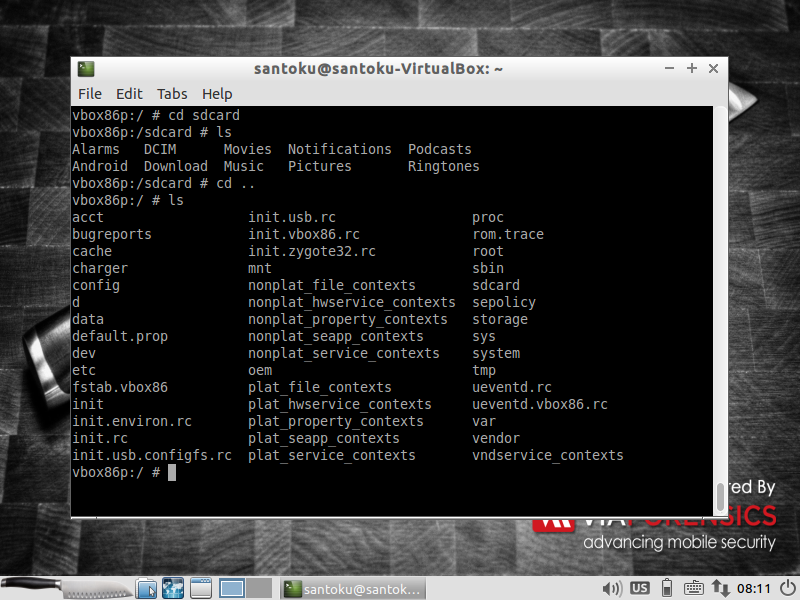 santoku@santoku-VirtualBox: ~
File Edit Tabs Help
vbox86p:/ # cd sdcard
vbox86p:/sdcard # ls
Alarms   DCIM      Movies  Notifications  Podcasts
Android  Download  Music   Pictures       Ringtones
vbox86p:/sdcard # cd ..
vbox86p:/ # ls
acct                  init.usb.rc                proc
bugreports            init.vbox86.rc             rom.trace
cache                 init.zygote32.rc           root
charger               mnt                        sbin
config                nonplat_file_contexts      sdcard
d                     nonplat_hwservice_contexts  sepolicy
data                  nonplat_property_contexts  storage
default.prop          nonplat_seapp_contexts     sys
dev                   nonplat_service_contexts   system
etc                   oem                        tmp
fstab.vbox86          plat_file_contexts         ueventd.rc
init                  plat_hwservice_contexts    ueventd.vbox86.rc
init.environ.rc       plat_property_contexts     var
init.rc               plat_seapp_contexts        vendor
init.usb.configfs.rc  plat_service_contexts      vndservice_contexts
vbox86p:/ #
By
advancing mobile security
santoku@santok...
US
08:11